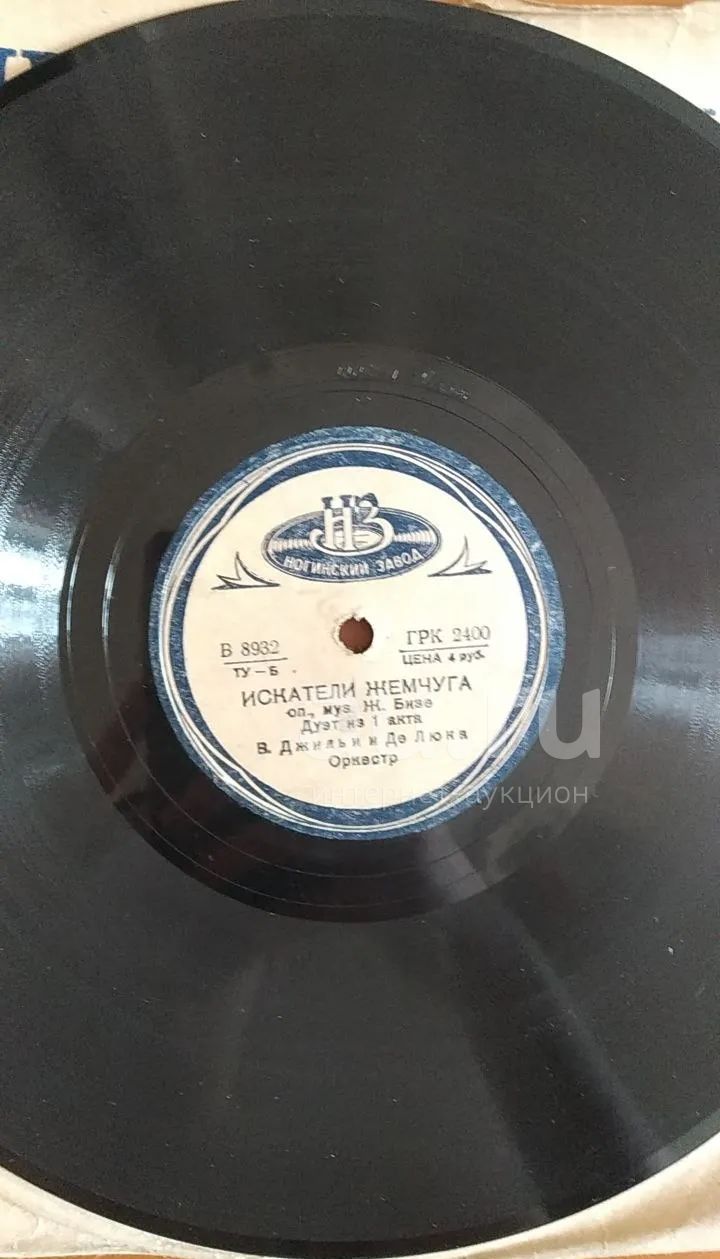 НЗ
НОГИНСКИЙ ЗАВОД
В 8932 ГРК 2400
ТУ-Б ЦЕНА 4 руб.
ИСКАТЕЛИ ЖЕМЧУГА
оп., муз. Ж. Бизе
Дуэт из 1 акта
В. Джильи и Де Люка
Оркестр
интернет-аукцион